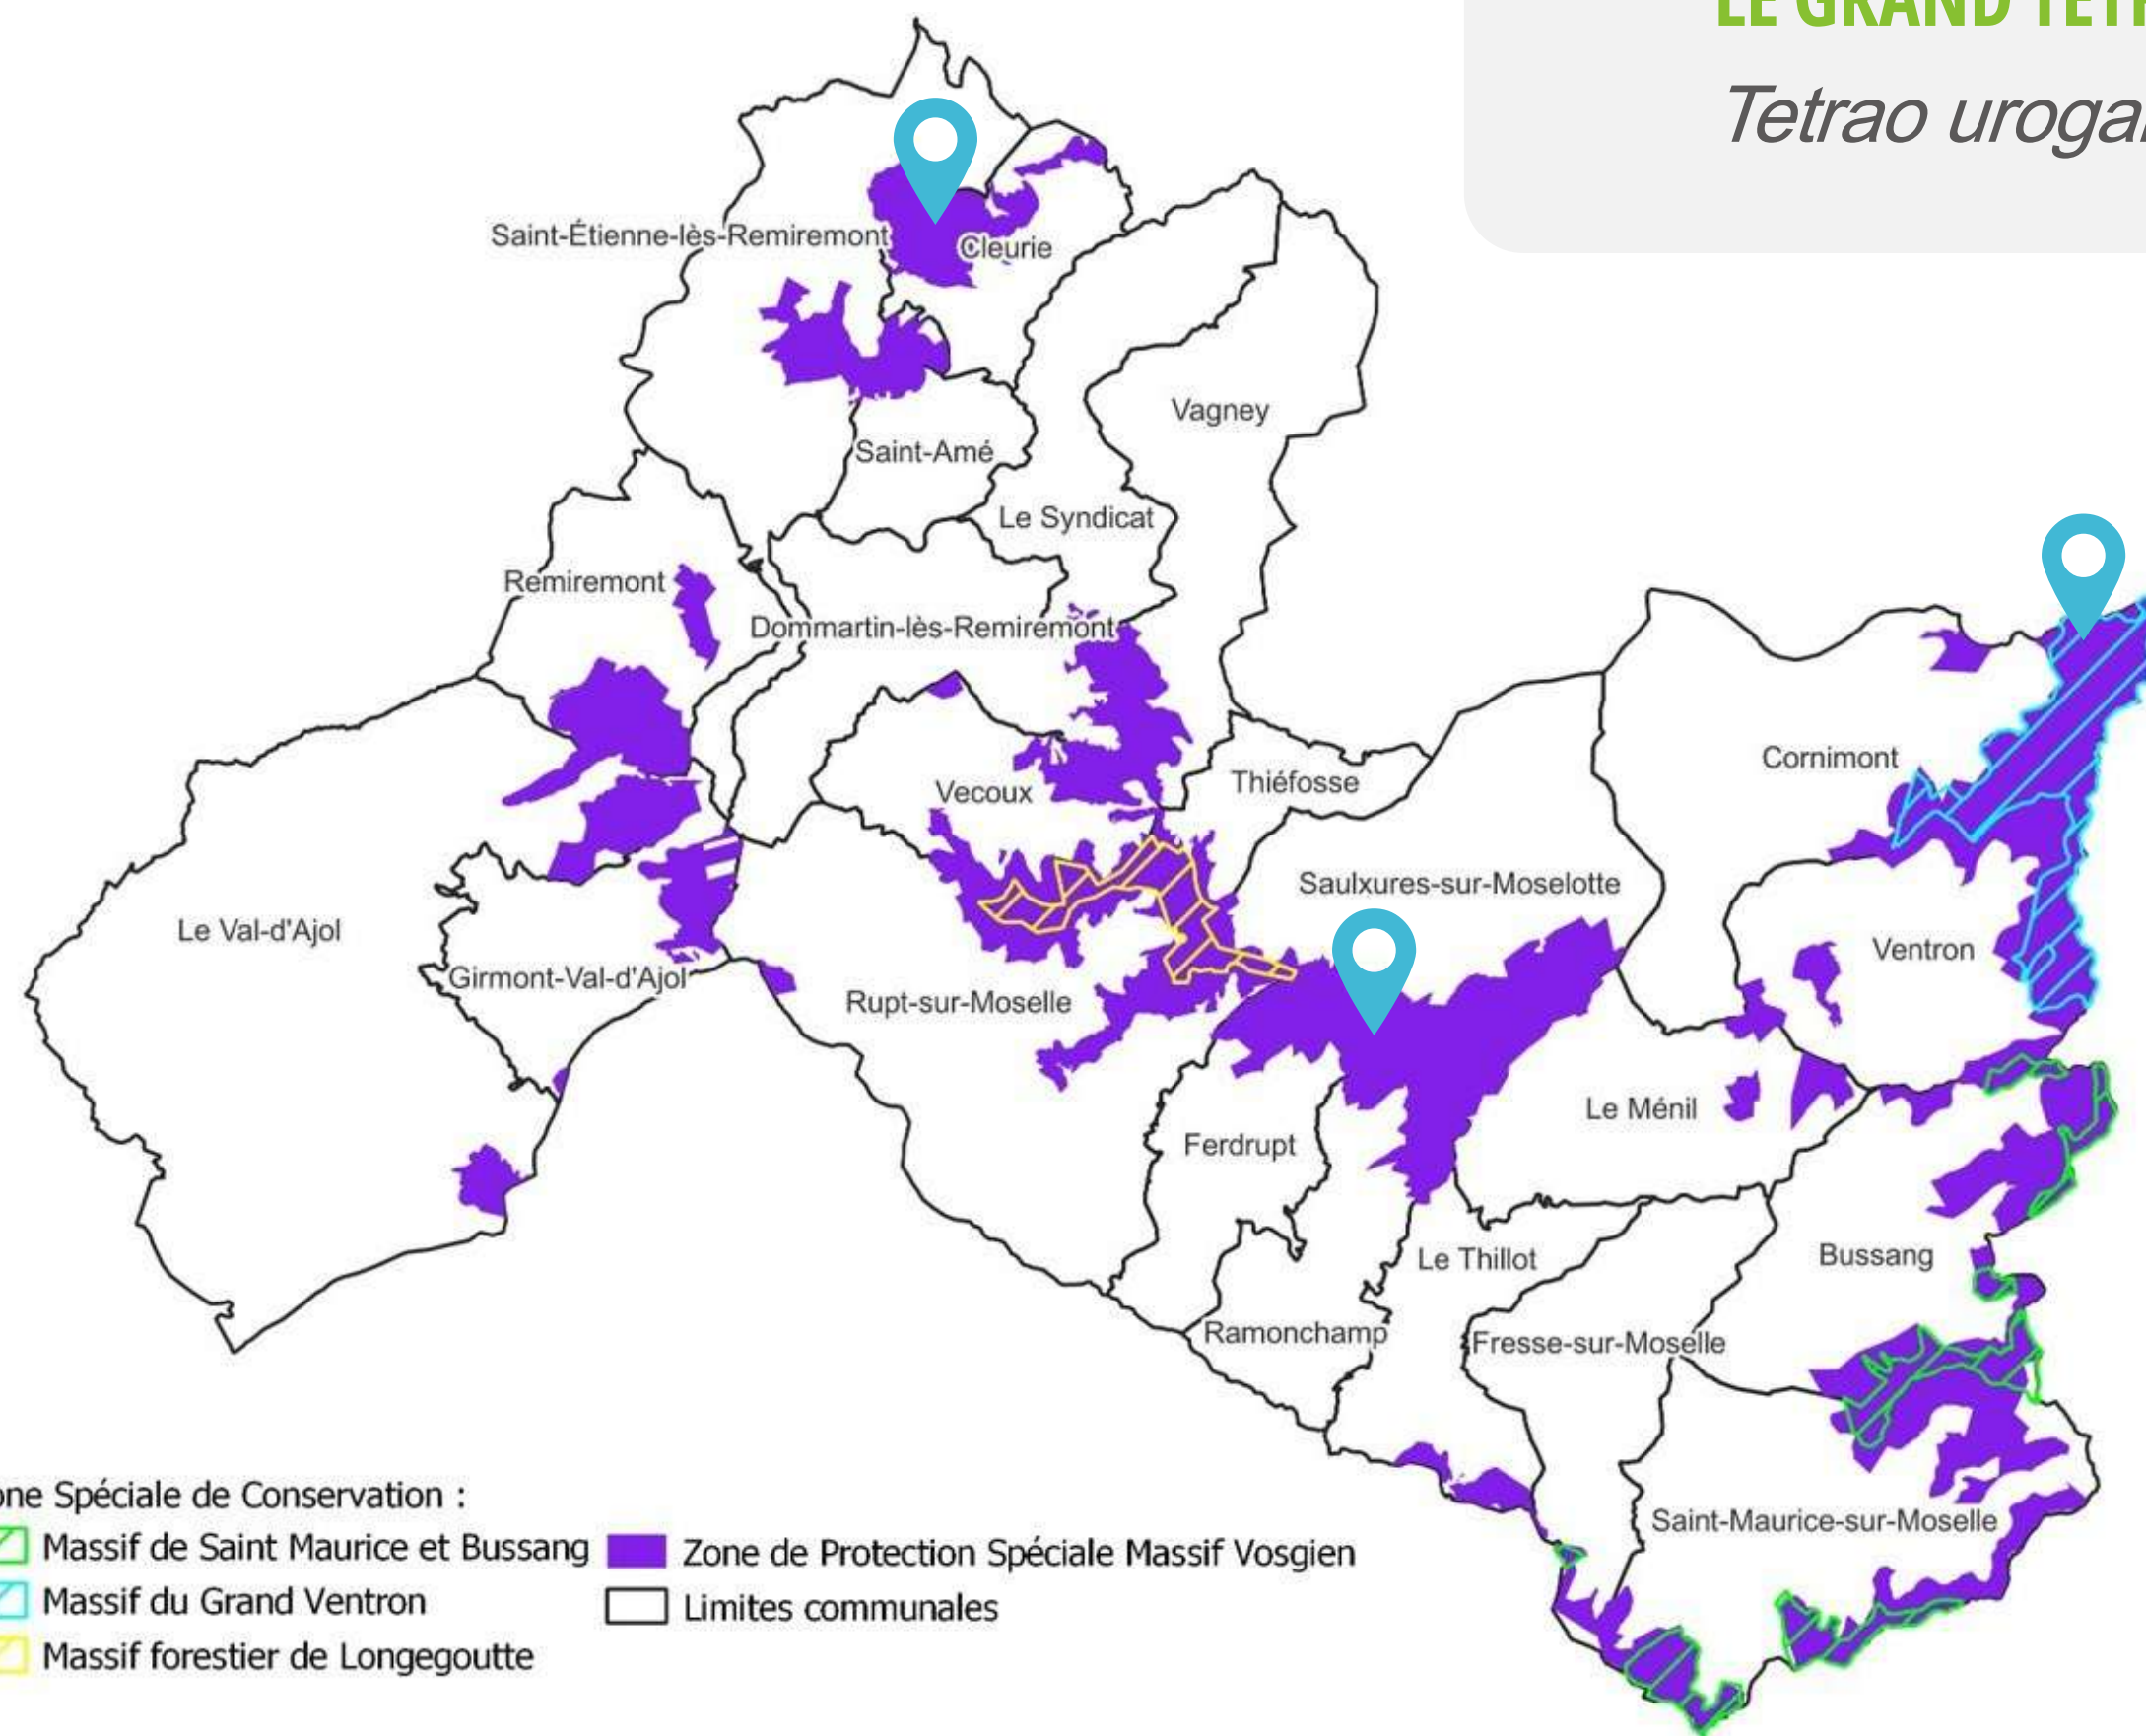 LE GRAND
Tetrao
Saint-Étienne-lès-Remiremont
Cleurie
Vagney
Saint-Amé
Le Syndicat
Remiremont
Dommartin-lès-Remiremont
Cornimont
Thiéfosse
Vecoux
Saulxures-sur-Moselotte
Le Val-d'Ajol
Ventron
Girmont-Val-d'Ajol
Rupt-sur-Moselle
Le Ménil
Ferdrupt
Bussang
Le Thillot
Ramonchamp
Fresse-sur-Moselle
Saint-Maurice-sur-Moselle
Spéciale de Conservation :
Massif de Saint Maurice et Bussang
Massif du Grand Ventron
Massif forestier de Longegoutte
Zone de Protection Spéciale Massif Vosgien
Limites communales